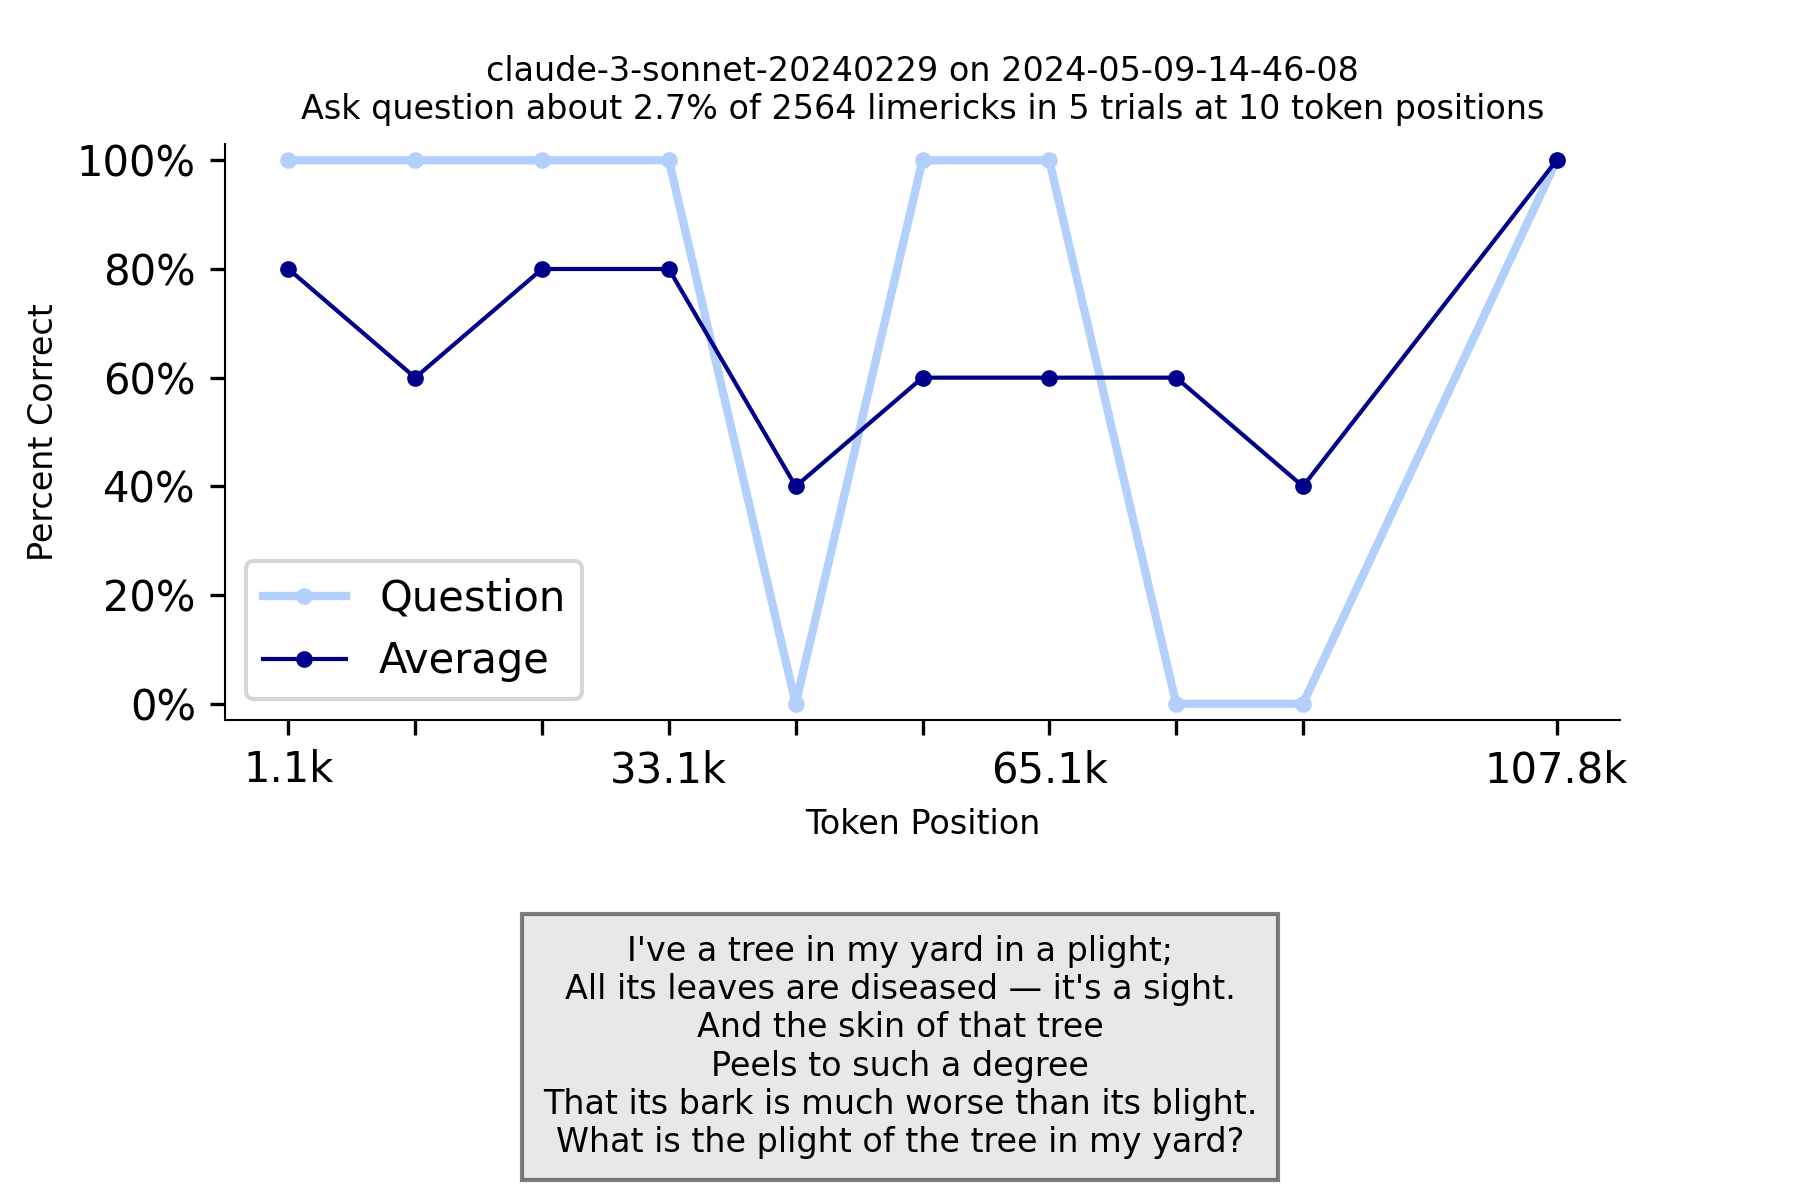 claude-3-sonnet-20240229 on 2024-05-09-14-46-08
Ask question about 2.7% of 2564 limericks in 5 trials at 10 token positions
100%
80%
60%
40%
20%
0%
Percent Correct
Question
Average
1.1k 33.1k 65.1k 107.8k
Token Position
I've a tree in my yard in a plight;
All its leaves are diseased — it's a sight.
And the skin of that tree
Peels to such a degree
That its bark is much worse than its blight.
What is the plight of the tree in my yard?